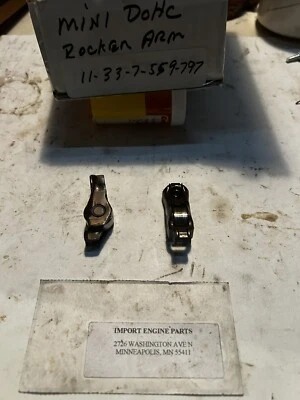 MINI DOHC
ROCKER ARM
11-33-7-559-797
IMPORT ENGINE PARTS
2726 WASHINGTON AVE N
MINNEAPOLIS, MN 55411